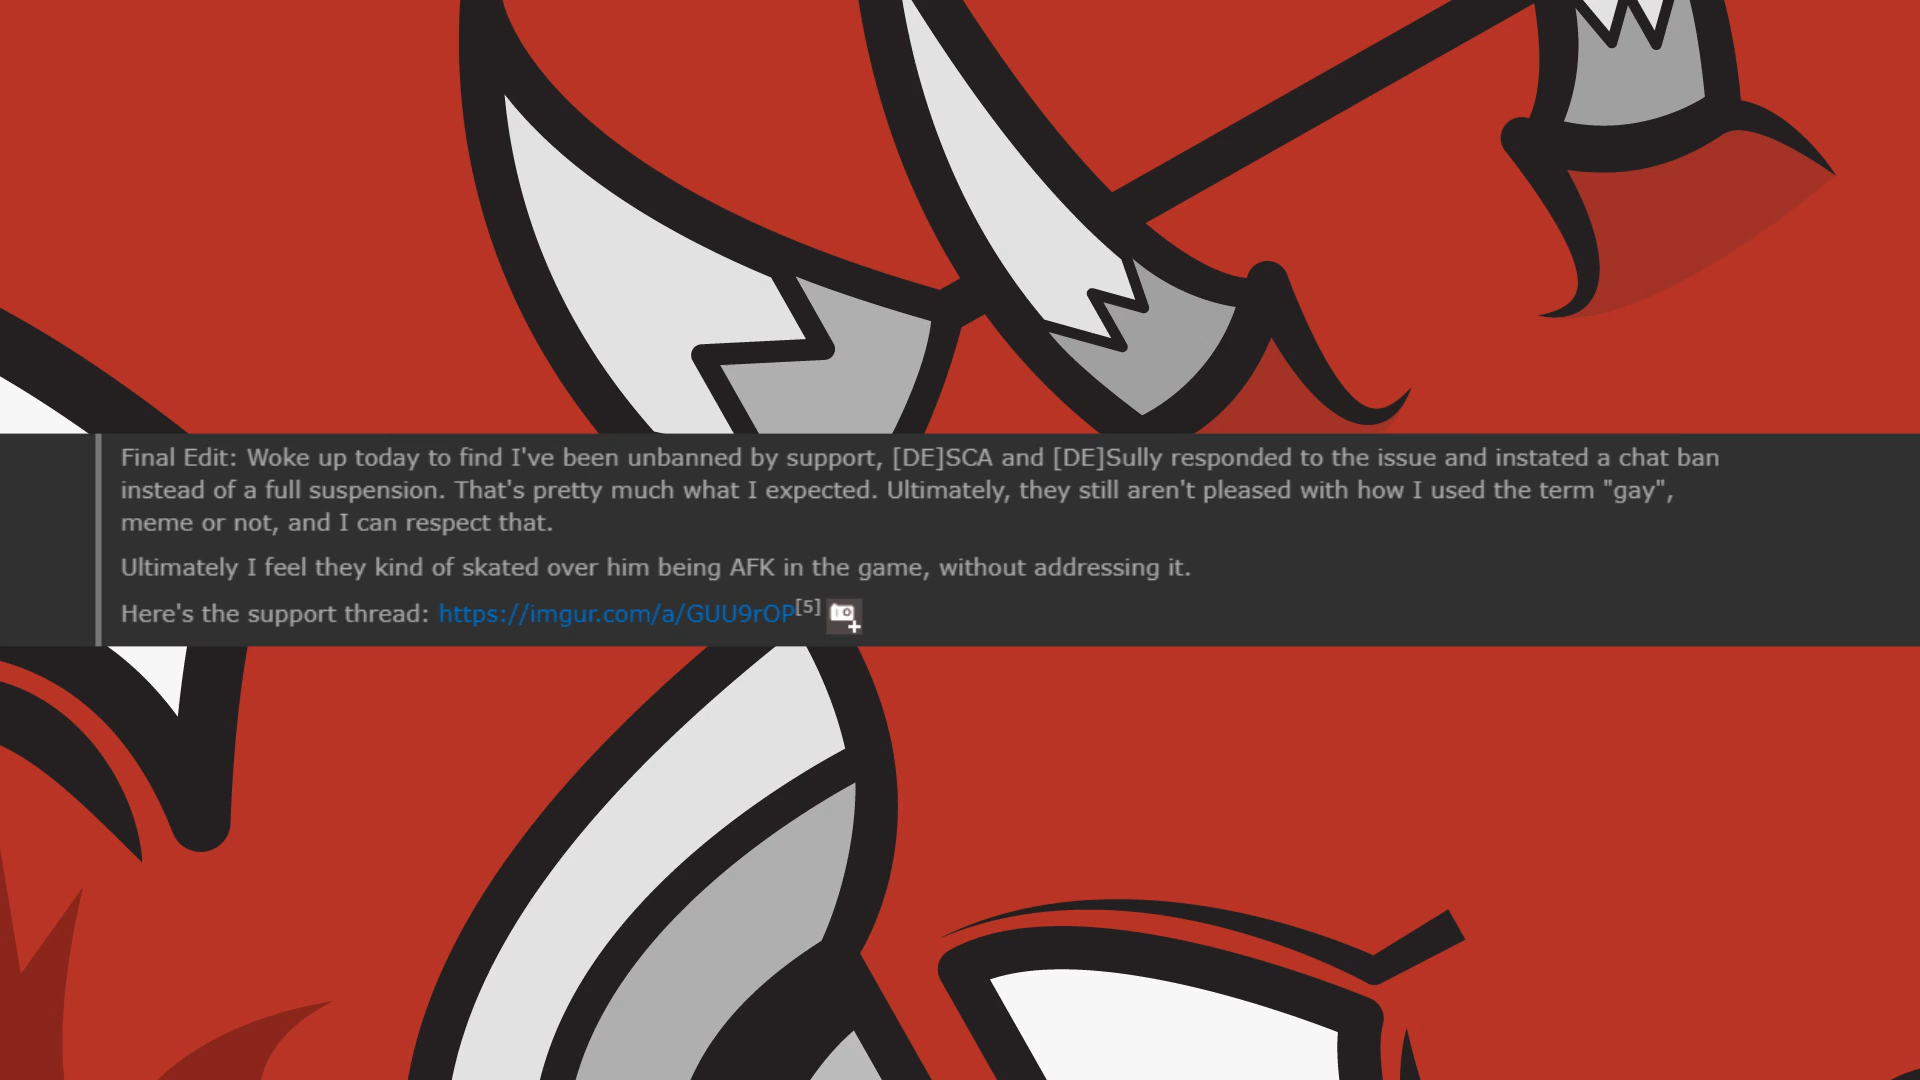 Final Edit: Woke up today to find I've been unbanned by support, [DE]SCA and [DE]Sully responded to the issue and instated a chat ban
instead of a full suspension. That's pretty much what I expected. Ultimately, they still aren't pleased with how I used the term "gay",
meme or not, and I can respect that.
Ultimately I feel they kind of skated over him being AFK in the game, without addressing it.
Here's the support thread: https://imgur.com/a/GUU9rOP[5]